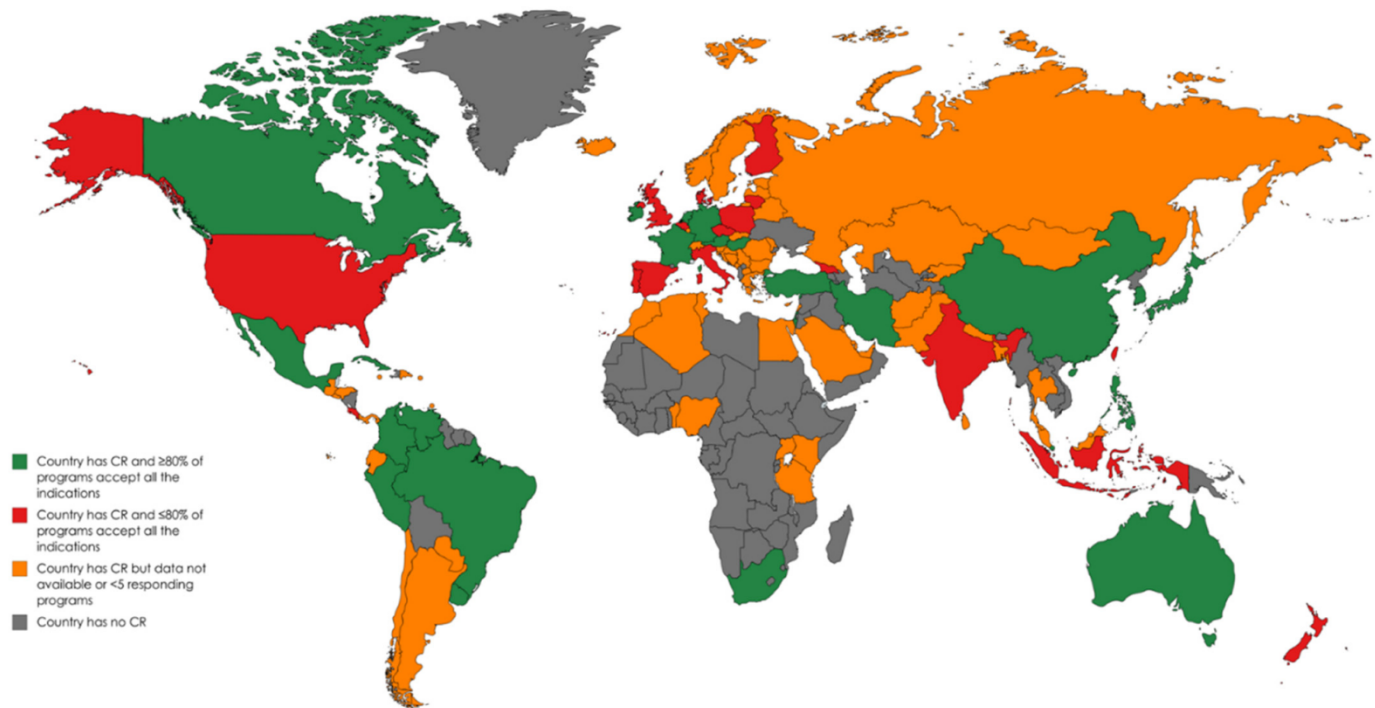 Country has CR and ≥80% of
programs accept all the
indications
Country has CR and ≤80% of
programs accept all the
indications
Country has CR but data not
available or <5 responding
programs
Country has no CR